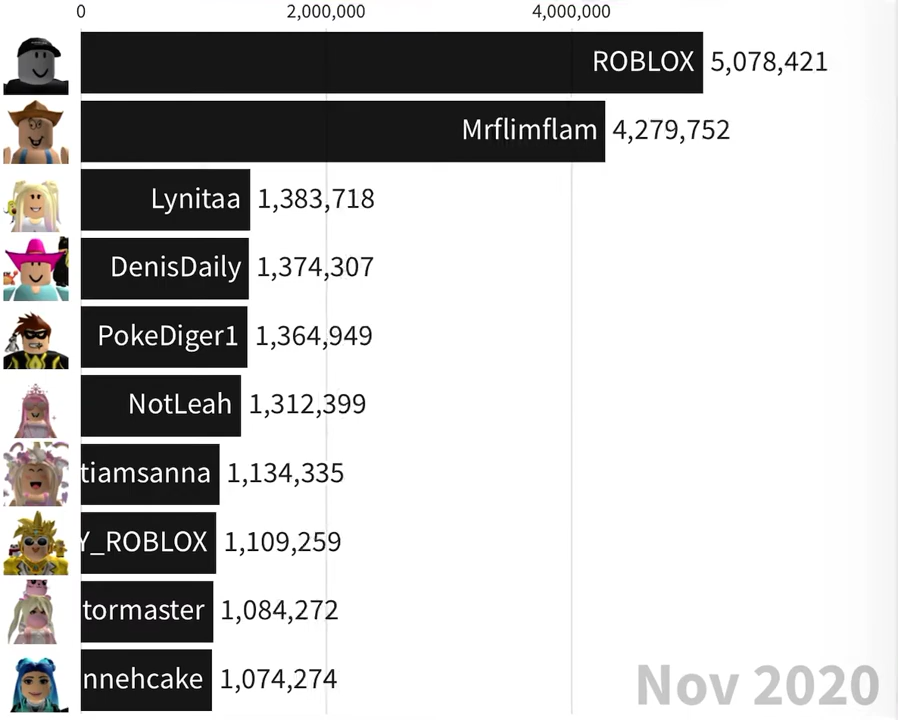 0 2,000,000 4,000,000
ROBLOX 5,078,421
Mrflimflam 4,279,752
Lynitaa 1,383,718
DenisDaily 1,374,307
PokeDiger1 1,364,949
NotLeah 1,312,399
tiamsanna 1,134,335
Y_ROBLOX 1,109,259
tormaster 1,084,272
nnehcake 1,074,274
Nov 2020